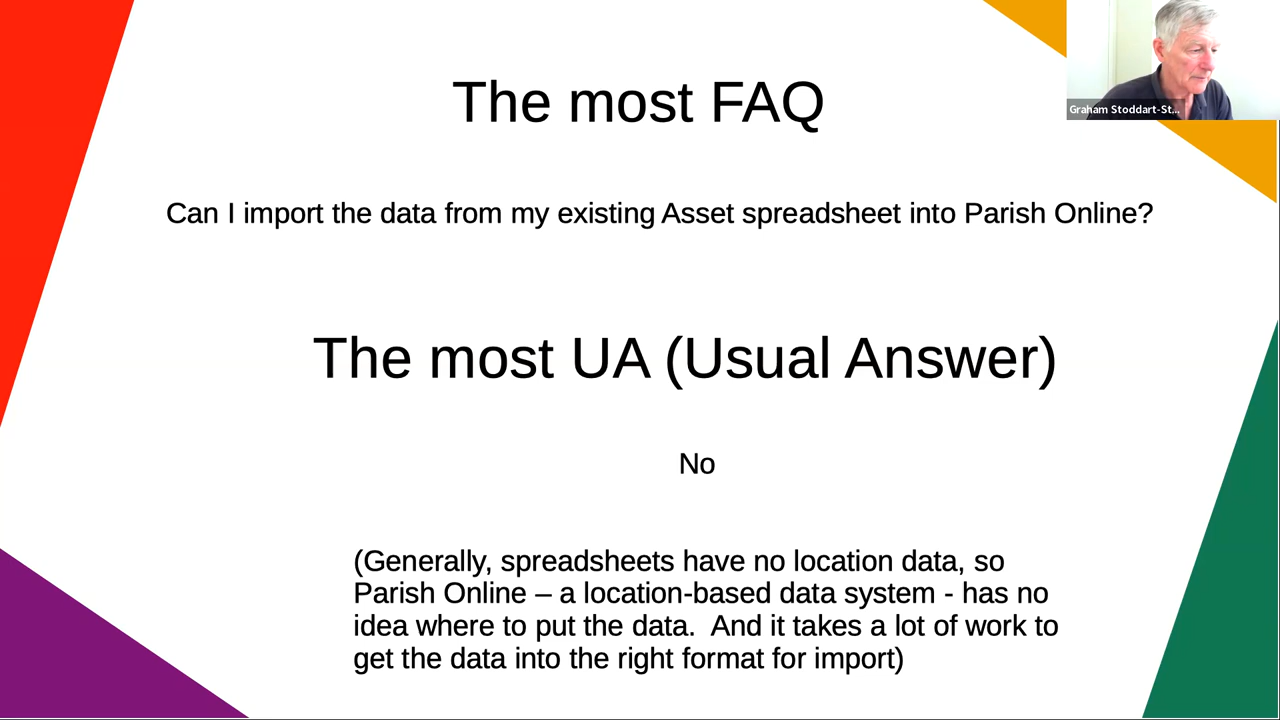 The most FAQ
Graham Stoddart-St...
Can I import the data from my existing Asset spreadsheet into Parish Online?
The most UA (Usual Answer)
No
(Generally, spreadsheets have no location data, so
Parish Online – a location-based data system - has no
idea where to put the data.  And it takes a lot of work to
get the data into the right format for import)